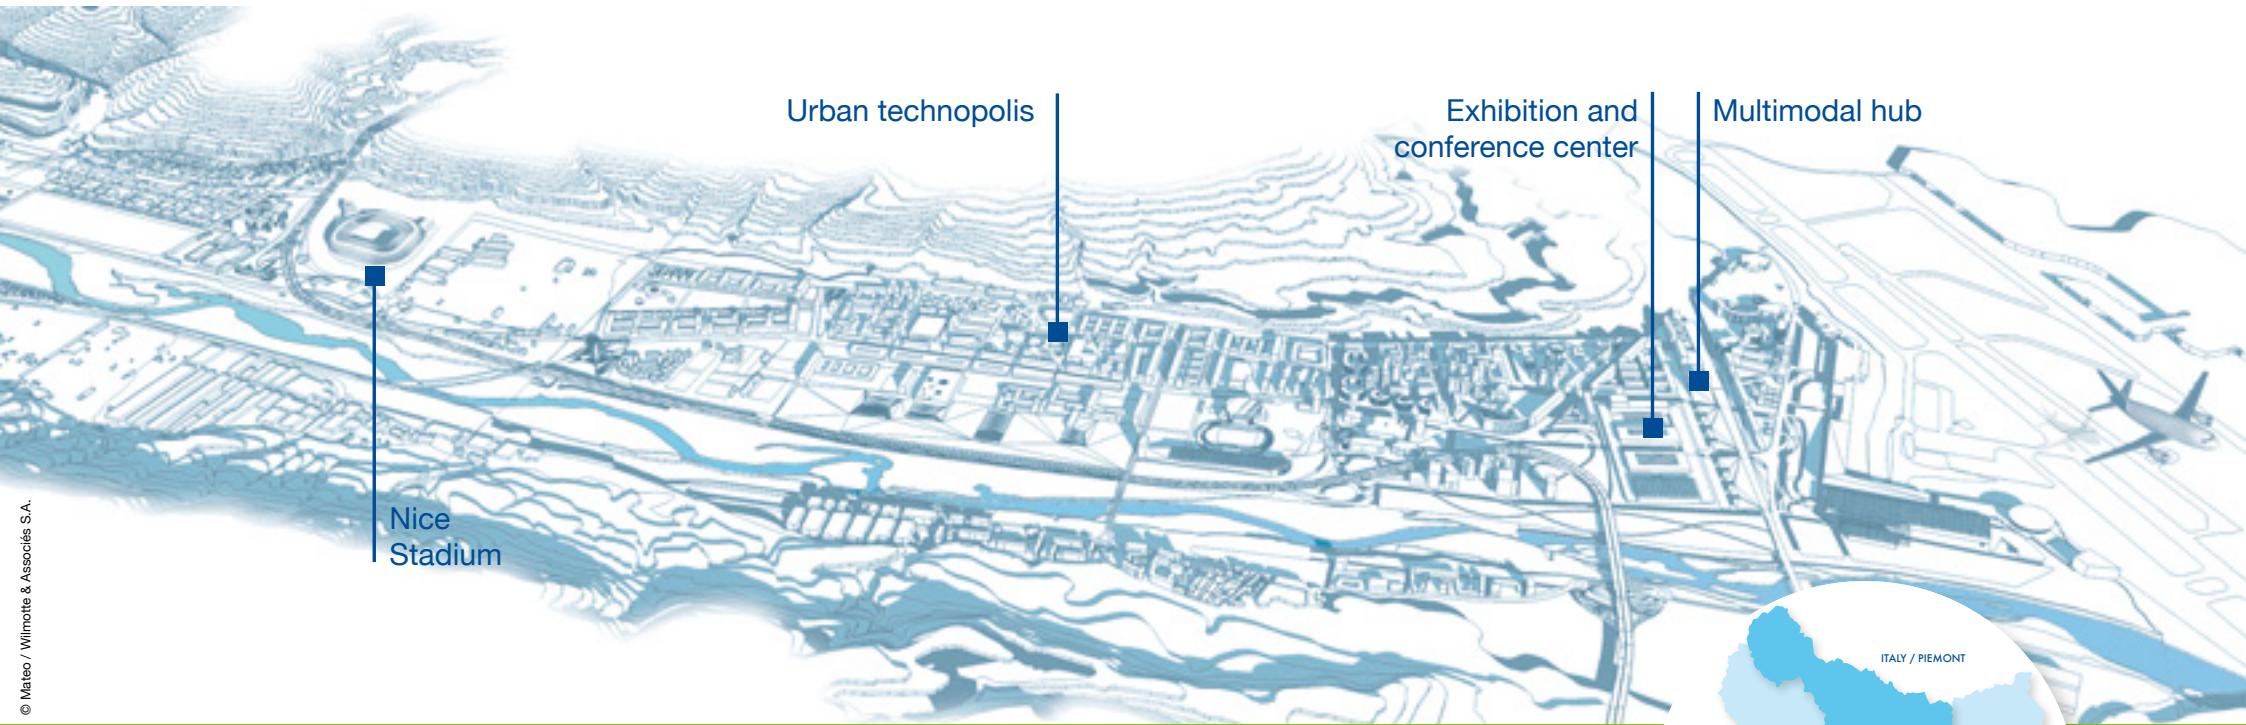 Urban technopolis
Exhibition and
conference center
Multimodal hub
Nice
Stadium
© Mateo / Wilmotte & Associés S.A.
ITALY / PIEMONT